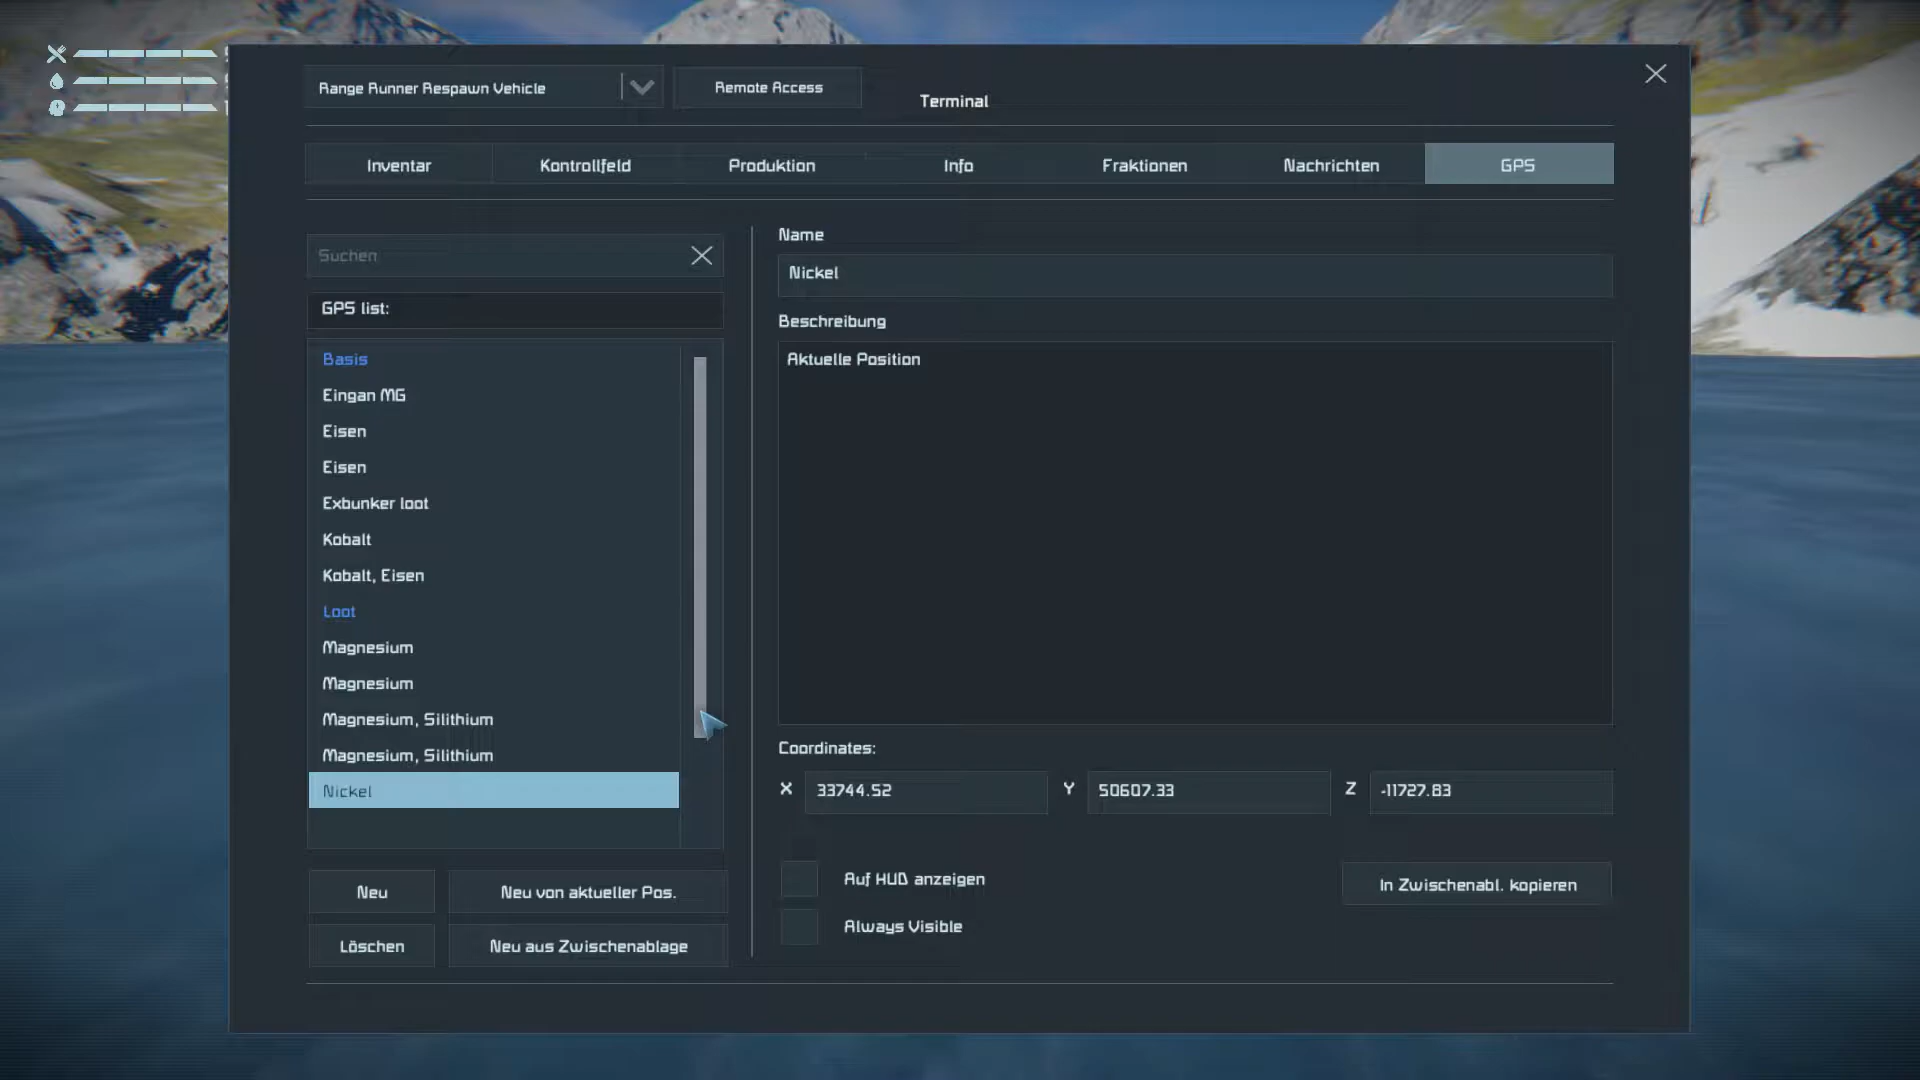 Range Runner Respawn Vehicle
Remote Access
Terminal
Inventar
Kontrollfeld
Produktion
Info
Fraktionen
Nachrichten
GPS
Suchen
GPS list:
Basis
Eingan MG
Eisen
Eisen
Exbunker loot
Kobalt
Kobalt, Eisen
Loot
Magnesium
Magnesium
Magnesium, Silithium
Magnesium, Silithium
Nickel
Neu
Neu von aktueller Pos.
Löschen
Neu aus Zwischenablage
Name
Nickel
Beschreibung
Aktuelle Position
Coordinates:
X 33744.52 Y 50607.33 Z -11727.83
Auf HUD anzeigen
In Zwischenabl. kopieren
Always Visible